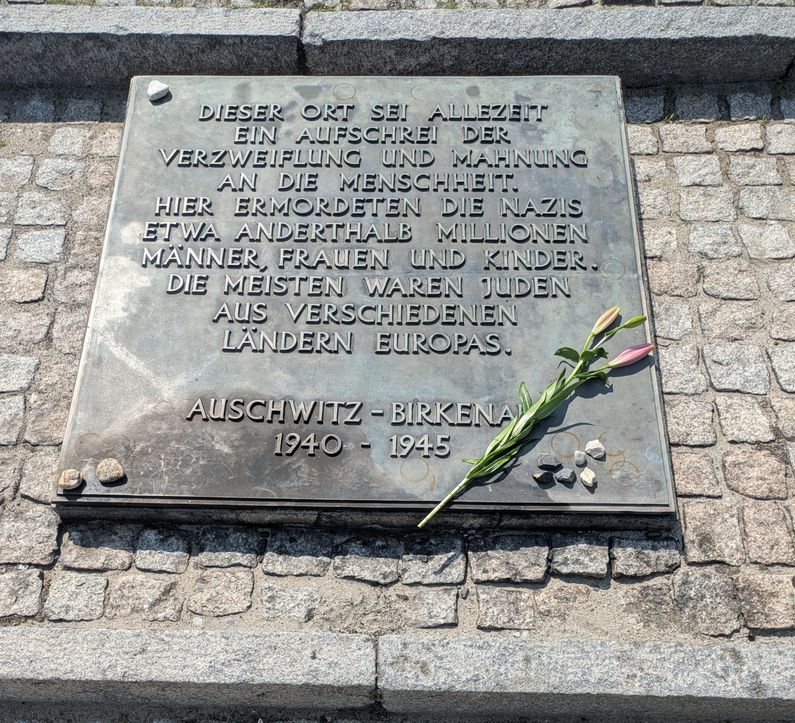 DIESER ORT SEI ALLEZEIT
EIN AUFSCHREI DER
VERZWEIFLUNG UND MAHNUNG
AN DIE MENSCHHEIT.
HIER ERMORDETEN DIE NAZIS
ETWA ANDERTHALB MILLIONEN
MÄNNER, FRAUEN UND KINDER.
DIE MEISTEN WAREN JUDEN
AUS VERSCHIEDENEN
LÄNDERN EUROPAS.
AUSCHWITZ - BIRKENAU
1940 - 1945